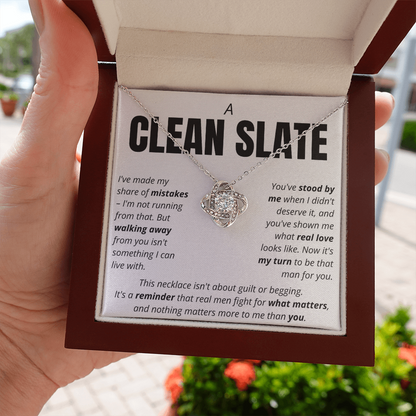 A
CLEAN SLATE
I've made my
share of mistakes
– I'm not running
from that. But
walking away
from you isn't
something I can
live with.
You've stood by
me when I didn't
deserve it, and
you've shown me
what real love
looks like. Now it's
my turn to be that
man for you.
This necklace isn't about guilt or begging.
It's a reminder that real men fight for what matters,
and nothing matters more to me than you.